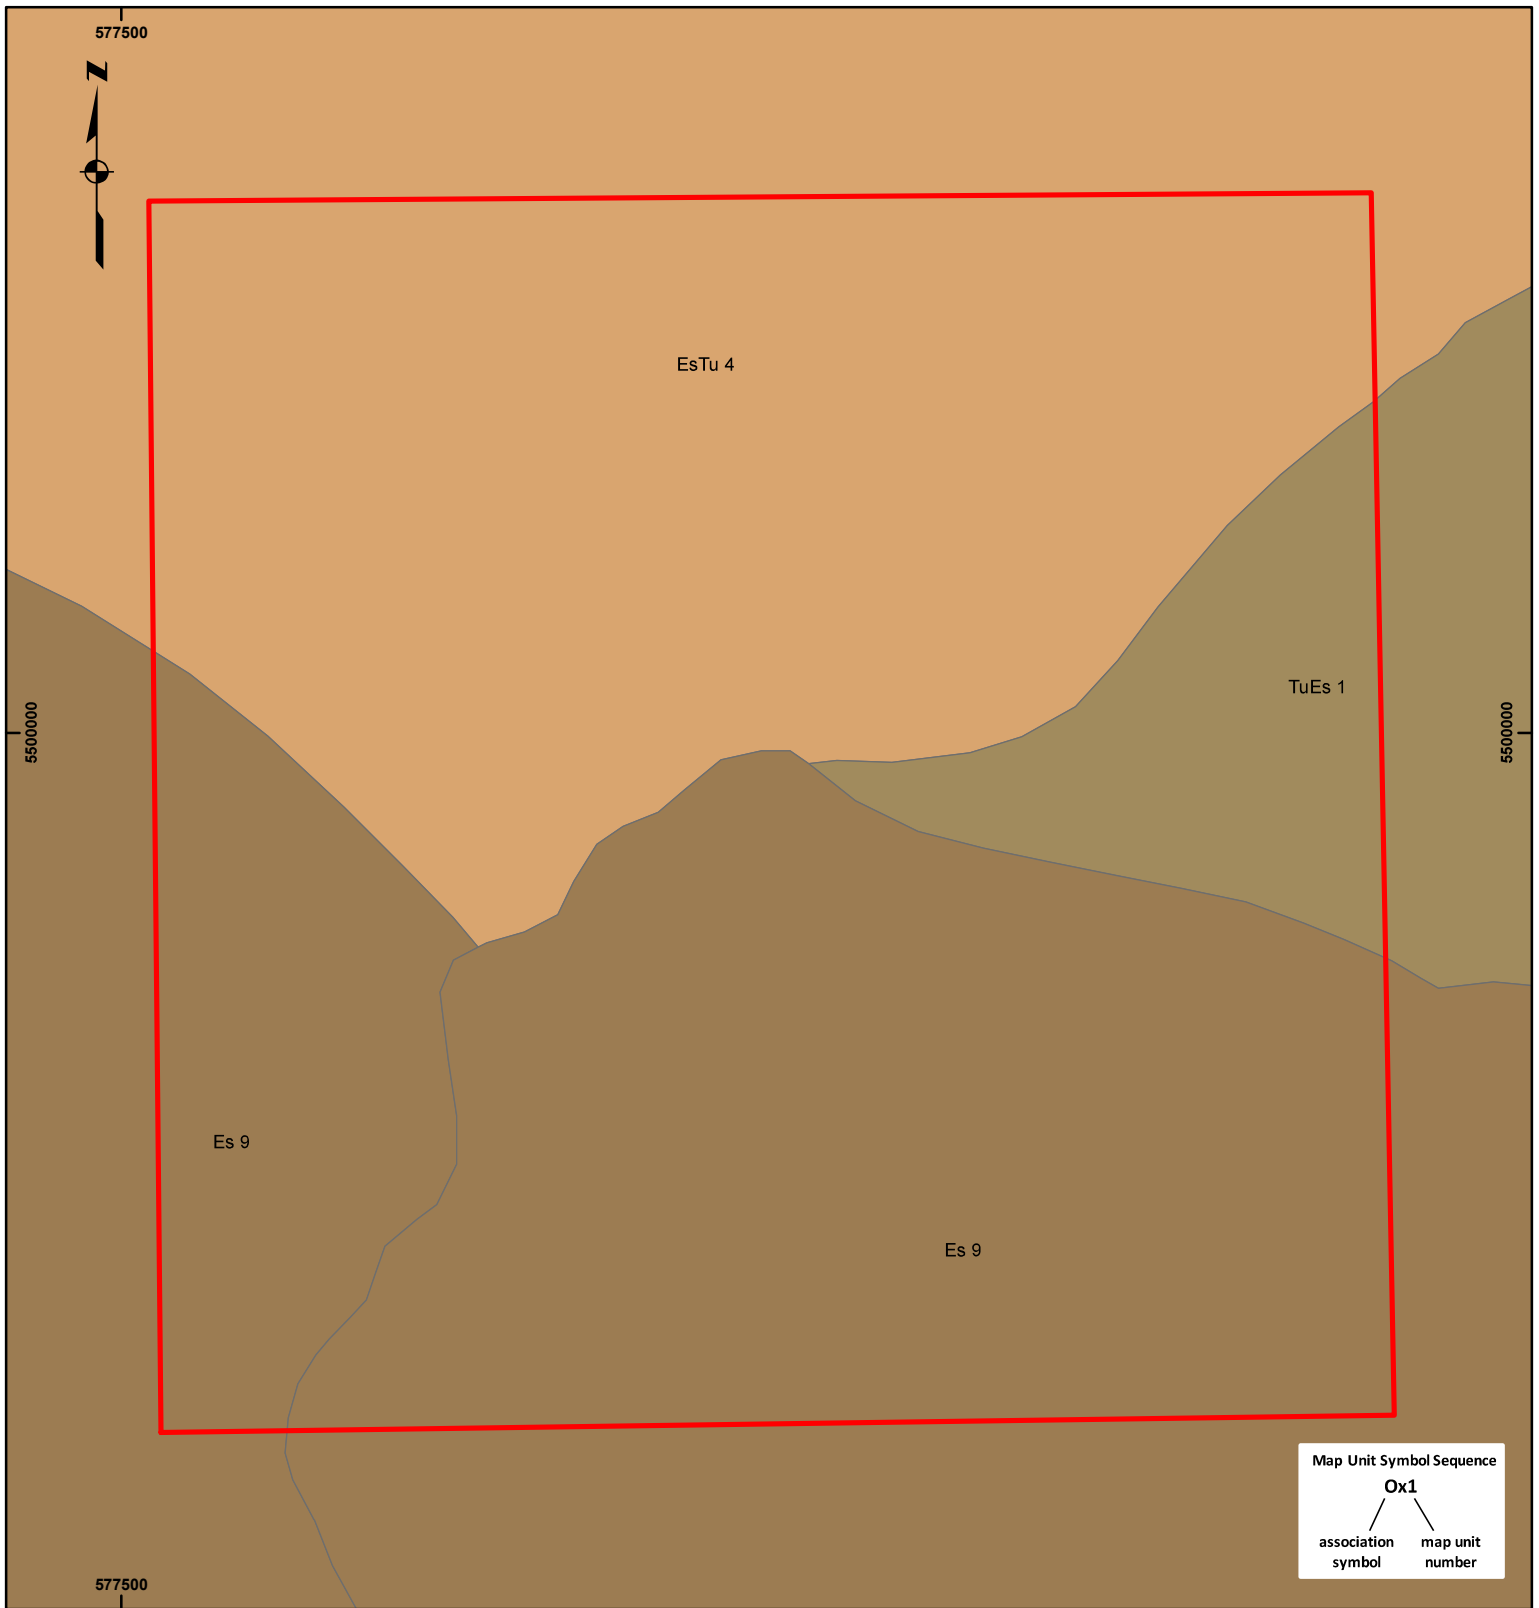 577500
N
EsTu 4
TuEs 1
5500000
5500000
Es 9
Es 9
Map Unit Symbol Sequence
Ox1
association symbol
map unit number
577500